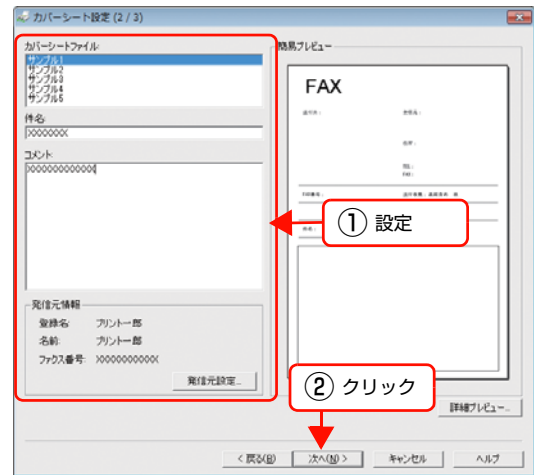 カバーシート設定 (2 / 3)
カバーシートファイル:
サンプル1
サンプル2
サンプル3
サンプル4
サンプル5
件名:
XXXXXXX
コメント:
XXXXXXXXXXXX
発信元情報
登録名: プリント一郎
名前: プリント一郎
ファクス番号: XXXXXXXXXXX
発信元設定...
簡易プレビュー
FAX
① 設定
② クリック
詳細プレビュー...
< 戻る(B)
次へ(N) >
キャンセル
ヘルプ